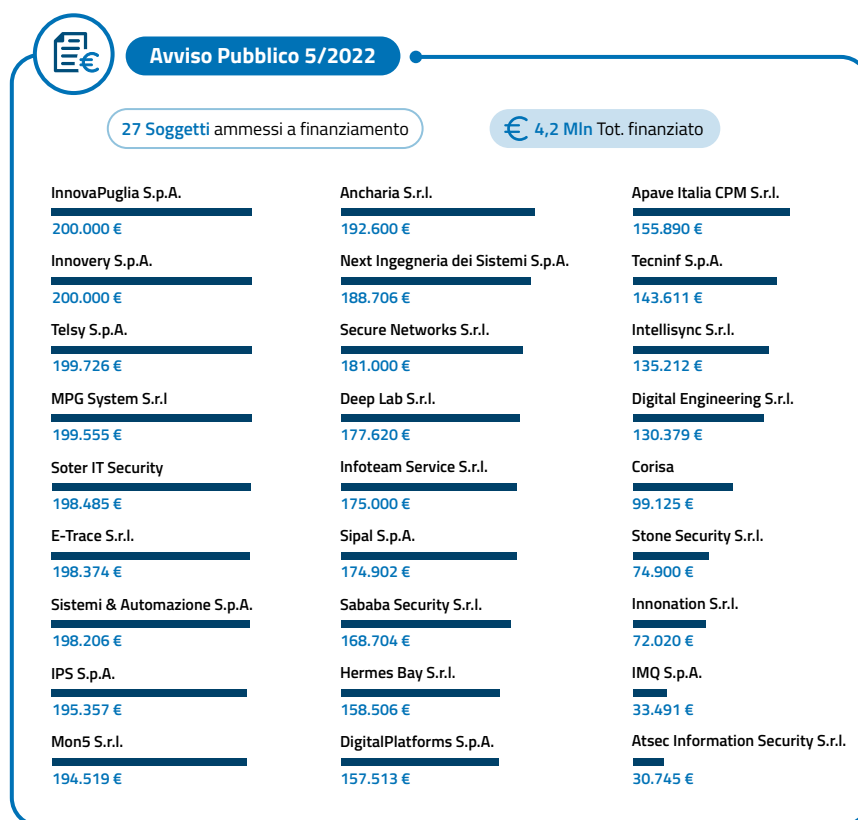 Avviso Pubblico 5/2022
27 Soggetti ammessi a finanziamento
€ 4,2 Mln Tot. finanziato
InnovaPuglia S.p.A.
200.000 €
Innovery S.p.A.
200.000 €
Telsy S.p.A.
199.726 €
MPG System S.r.l
199.555 €
Soter IT Security
198.485 €
E-Trace S.r.l.
198.374 €
Sistemi & Automazione S.p.A.
198.206 €
IPS S.p.A.
195.357 €
Mon5 S.r.l.
194.519 €
Ancharia S.r.l.
192.600 €
Next Ingegneria dei Sistemi S.p.A.
188.706 €
Secure Networks S.r.l.
181.000 €
Deep Lab S.r.l.
177.620 €
Infoteam Service S.r.l.
175.000 €
Sipal S.p.A.
174.902 €
Sababa Security S.r.l.
168.704 €
Hermes Bay S.r.l.
158.506 €
DigitalPlatforms S.p.A.
157.513 €
Apave Italia CPM S.r.l.
155.890 €
Tecninf S.p.A.
143.611 €
Intellisync S.r.l.
135.212 €
Digital Engineering S.r.l.
130.379 €
Corisa
99.125 €
Stone Security S.r.l.
74.900 €
Innonation S.r.l.
72.020 €
IMQ S.p.A.
33.491 €
Atsec Information Security S.r.l.
30.745 €